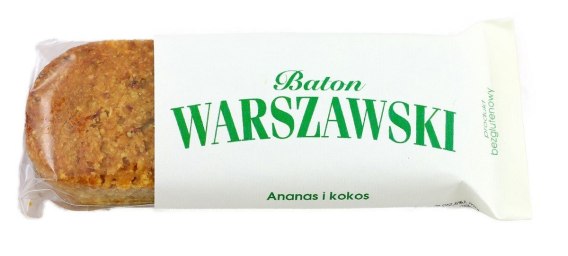 Baton
WARSZAWSKI
produkt
bezglutenowy
Ananas i kokos